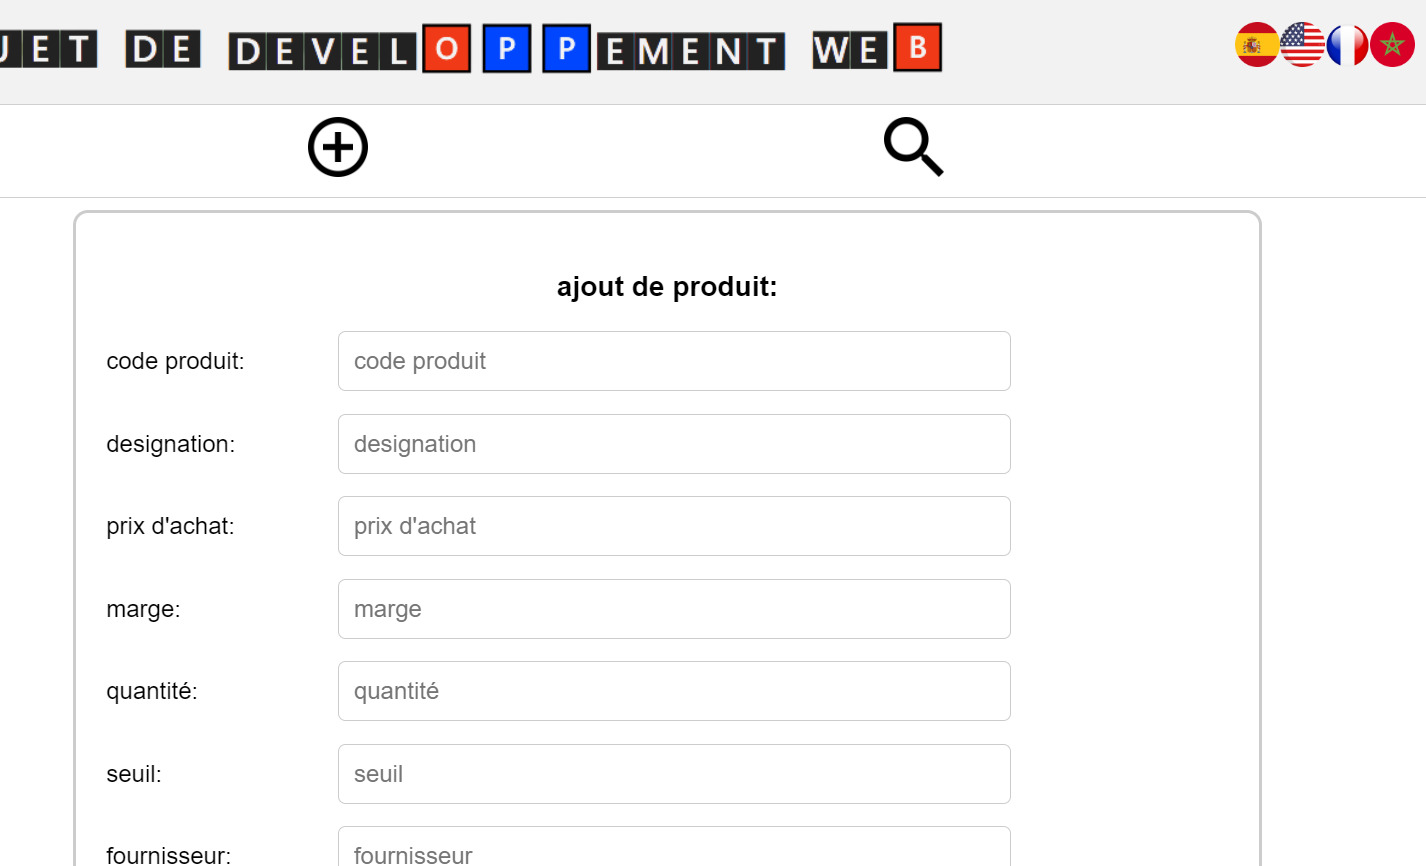 JET DE DEVELOPPEMENT WEB
ajout de produit:
code produit:
code produit
designation:
designation
prix d'achat:
prix d'achat
marge:
marge
quantité:
quantité
seuil:
seuil
fournisseur:
fournisseur